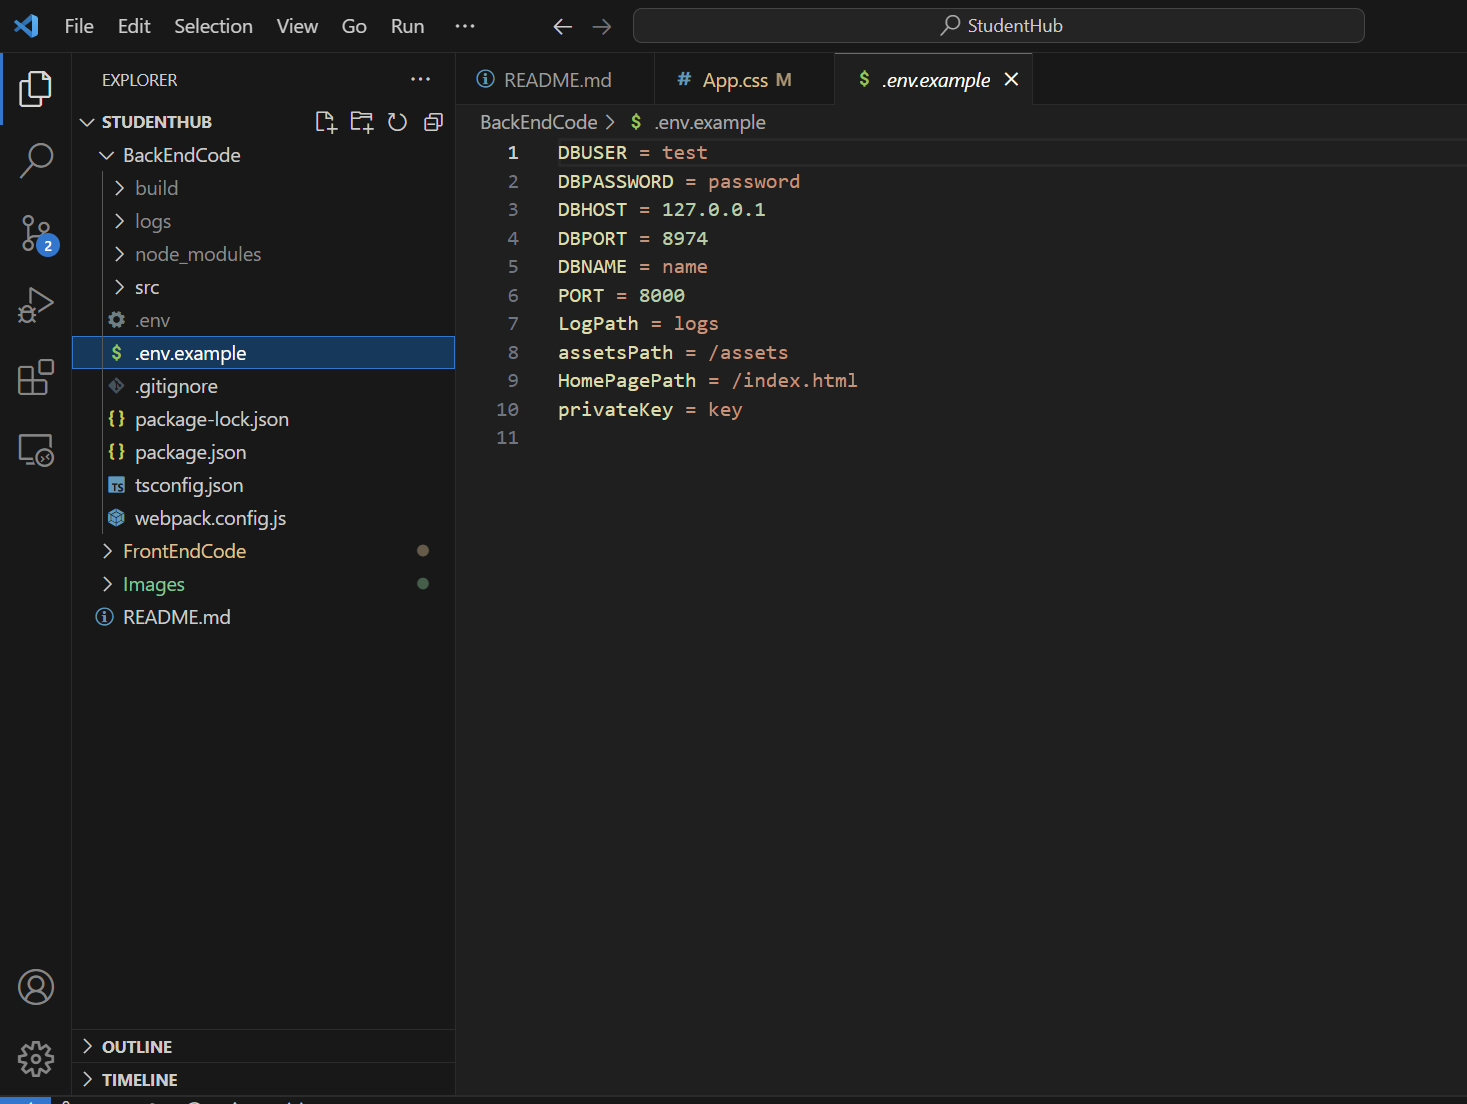 File Edit Selection View Go Run ··· StudentHub
EXPLORER ···
STUDENTHUB
BackEndCode
build
logs
node_modules
src
.env
$ .env.example
.gitignore
{} package-lock.json
{} package.json
TS tsconfig.json
webpack.config.js
FrontEndCode
Images
README.md
2
OUTLINE
TIMELINE
README.md
# App.css M
$ .env.example
BackEndCode > $ .env.example
1 DBUSER = test
2 DBPASSWORD = password
3 DBHOST = 127.0.0.1
4 DBPORT = 8974
5 DBNAME = name
6 PORT = 8000
7 LogPath = logs
8 assetsPath = /assets
9 HomePagePath = /index.html
10 privateKey = key
11